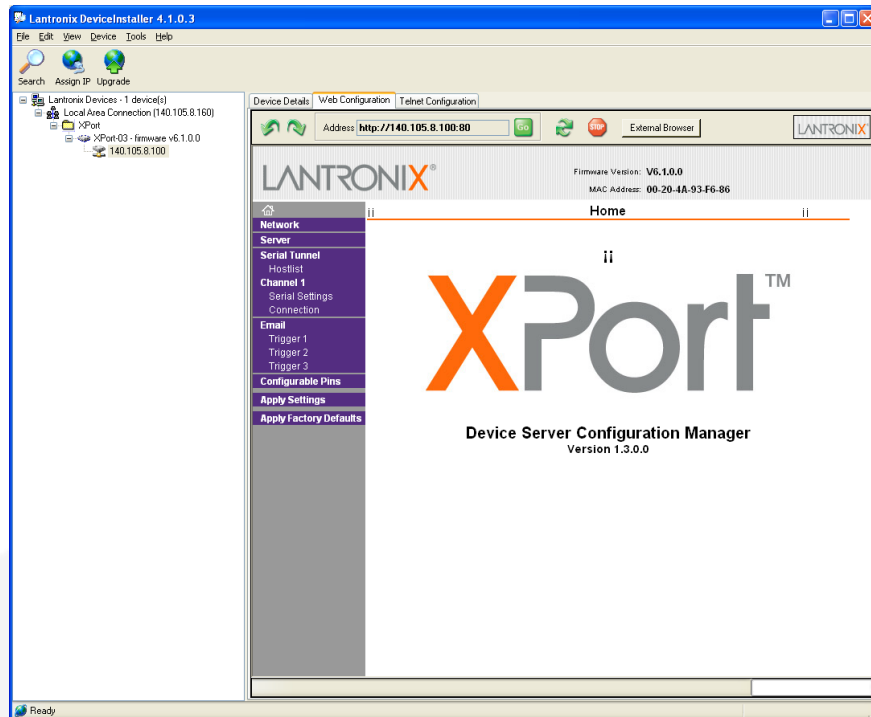 Lantronix DeviceInstaller 4.1.0.3
File Edit View Device Tools Help
Search Assign IP Upgrade
Lantronix Devices - 1 device(s)
Local Area Connection (140.105.8.160)
XPort
XPort-03 - firmware v6.1.0.0
140.105.8.100
Device Details Web Configuration Telnet Configuration
Address http://140.105.8.100:80 Go STOP External Browser LANTRONIX
LANTRONIX®
Firmware Version: V6.1.0.0
MAC Address: 00-20-4A-93-F6-86
¡¡ Home ¡¡
Network
Server
Serial Tunnel
Hostlist
Channel 1
Serial Settings
Connection
Email
Trigger 1
Trigger 2
Trigger 3
Configurable Pins
Apply Settings
Apply Factory Defaults
¡¡
XPort™
Device Server Configuration Manager
Version 1.3.0.0
Ready